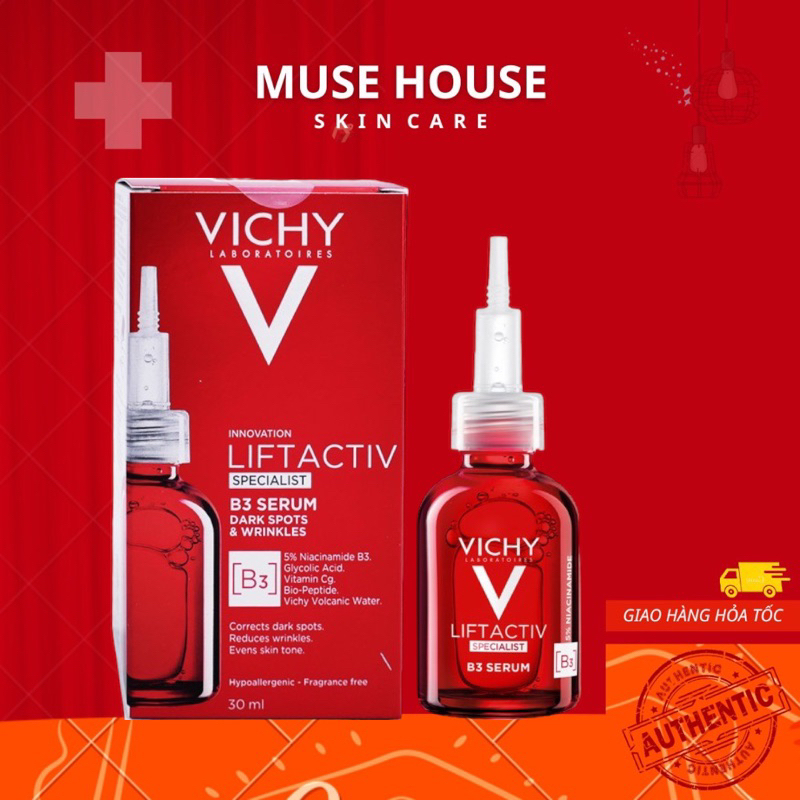 MUSE HOUSE
SKIN CARE
VICHY
LABORATOIRES
INNOVATION
LIFTACTIV
SPECIALIST
B3 SERUM
DARK SPOTS
& WRINKLES
[B3]
5% Niacinamide B3.
Glycolic Acid.
Vitamin Cg.
Bio-Peptide.
Vichy Volcanic Water.
Corrects dark spots.
Reduces wrinkles.
Evens skin tone.
Hypoallergenic - Fragrance free
30 ml
VICHY
LABORATOIRES
LIFTACTIV
SPECIALIST
B3 SERUM
5% NIACINAMIDE
[B3]
GIAO HÀNG HỎA TỐC
AUTHENTIC
AUTHENTIC
AUTHENTIC